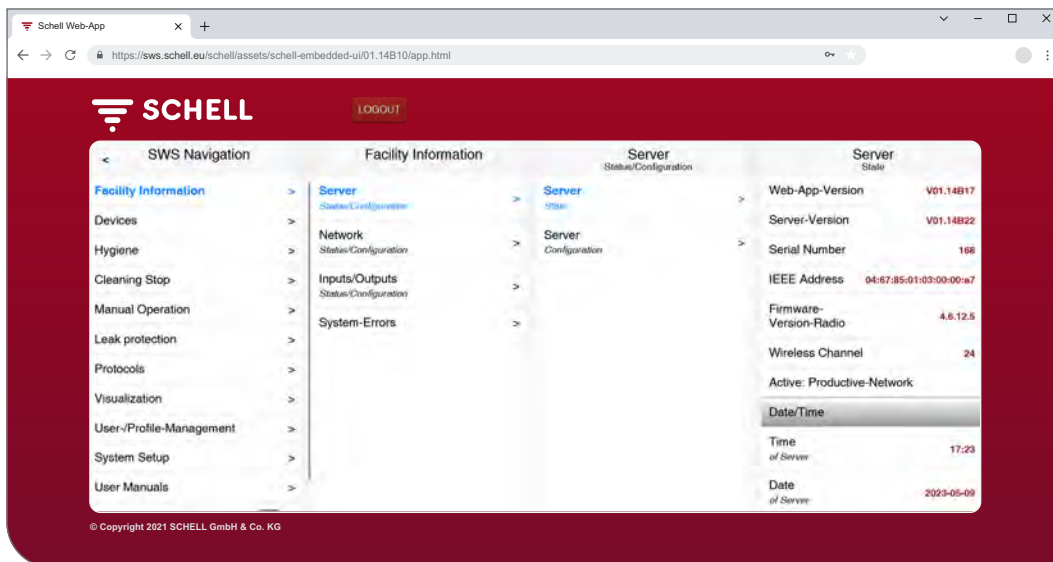 Schell Web-App
https://sws.schell.eu/schell/assets/schell-embedded-ui/01.14B10/app.html
SCHELL
LOGOUT
< SWS Navigation
Facility Information >
Devices >
Hygiene >
Cleaning Stop >
Manual Operation >
Leak protection >
Protocols >
Visualization >
User-/Profile-Management >
System Setup >
User Manuals >
Facility Information
Server >
Status/Configuration
Network >
Status/Configuration
Inputs/Outputs >
Status/Configuration
System-Errors >
Server
Status/Configuration
Server >
State
Server >
Configuration
Server
State
Web-App-Version V01.14B17
Server-Version V01.14B22
Serial Number 166
IEEE Address 04:67:85:01:03:00:00:a7
Firmware-
Version-Radio 4.6.12.5
Wireless Channel 24
Active: Productive-Network
Date/Time
Time 17:23
of Server
Date 2023-05-09
of Server
© Copyright 2021 SCHELL GmbH & Co. KG